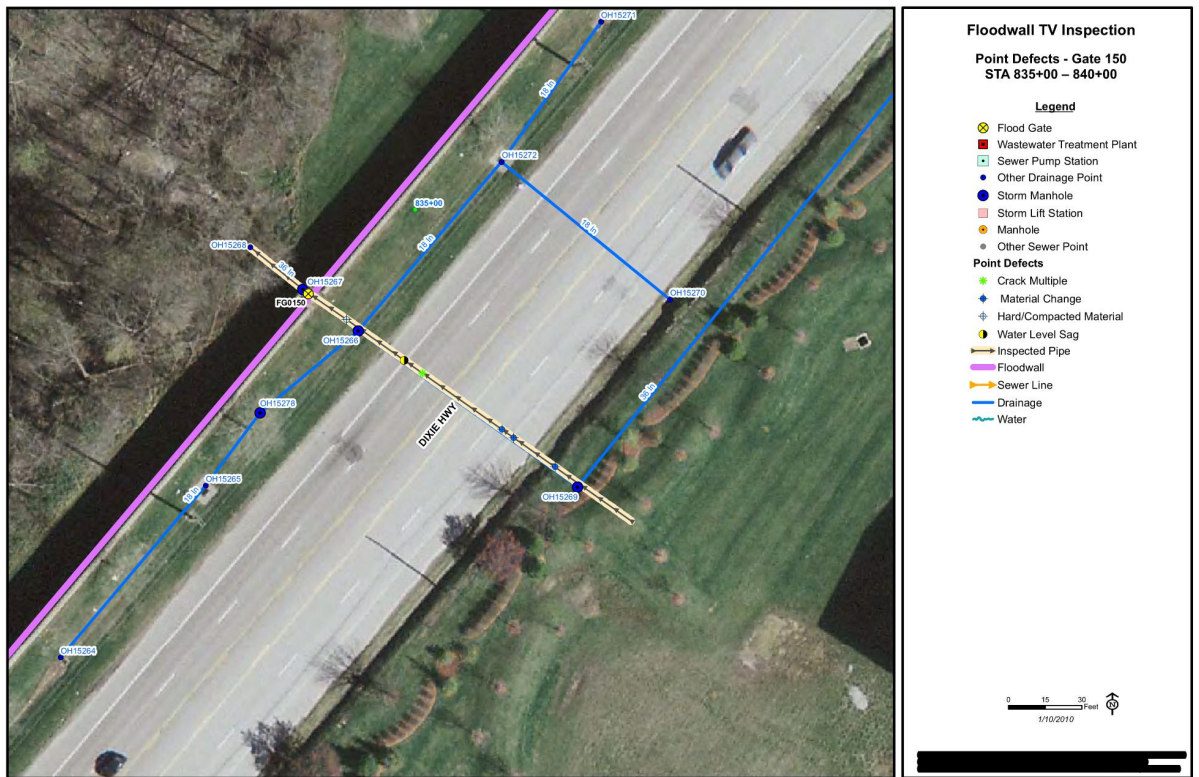 OH15271
18 In
OH15272
835+00
18 In
18 In
OH15268
36 In
OH15267
FG0150
OH15270
OH15266
36 In
OH15278
DIXIE HWY
OH15265
OH15269
18 In
OH15264
Floodwall TV Inspection
Point Defects - Gate 150
STA 835+00 – 840+00
Legend
Flood Gate
Wastewater Treatment Plant
Sewer Pump Station
Other Drainage Point
Storm Manhole
Storm Lift Station
Manhole
Other Sewer Point
Point Defects
Crack Multiple
Material Change
Hard/Compacted Material
Water Level Sag
Inspected Pipe
Floodwall
Sewer Line
Drainage
Water
0 15 30
Feet
N
1/10/2010